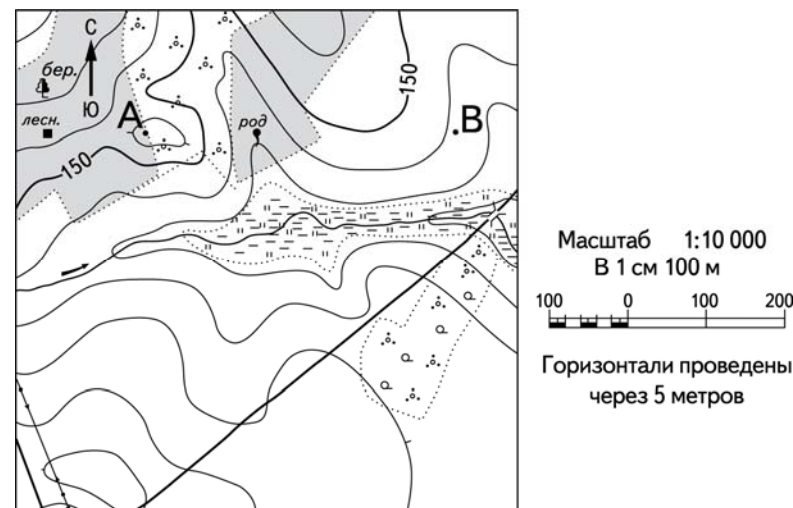 С
бер.
Ю
лесн.
А
род
150
В
150
Масштаб 1:10 000
В 1 см 100 м
100 0 100 200
Горизонтали проведены
через 5 метров